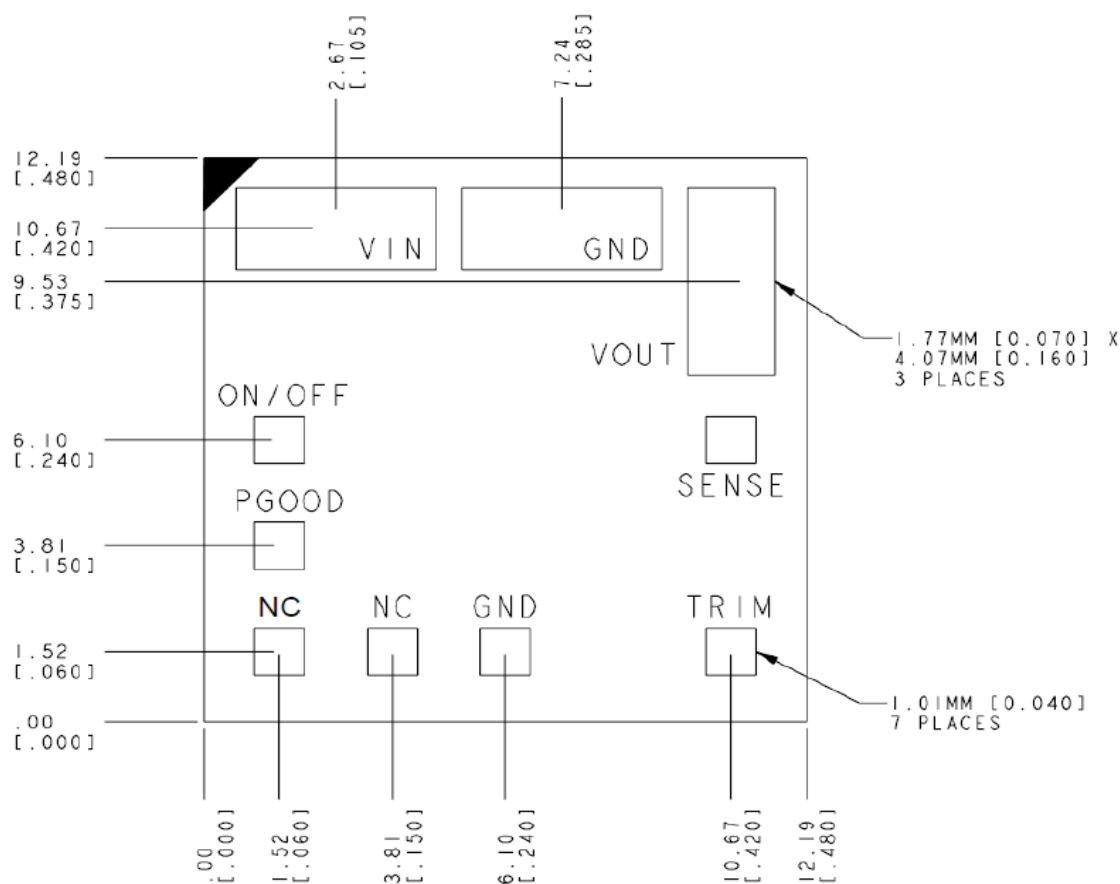 2.67
[.105]
7.24
[.285]
12.19
[.480]
10.67
[.420]
VIN
GND
9.53
[.375]
1.77MM [0.070] X
4.07MM [0.160]
3 PLACES
VOUT
ON/OFF
6.10
[.240]
SENSE
PGOOD
3.81
[.150]
NC
NC
GND
TRIM
1.52
[.060]
1.01MM [0.040]
7 PLACES
.00
[.000]
.00
[.000]
1.52
[.060]
3.81
[.150]
6.10
[.240]
10.67
[.420]
12.19
[.480]